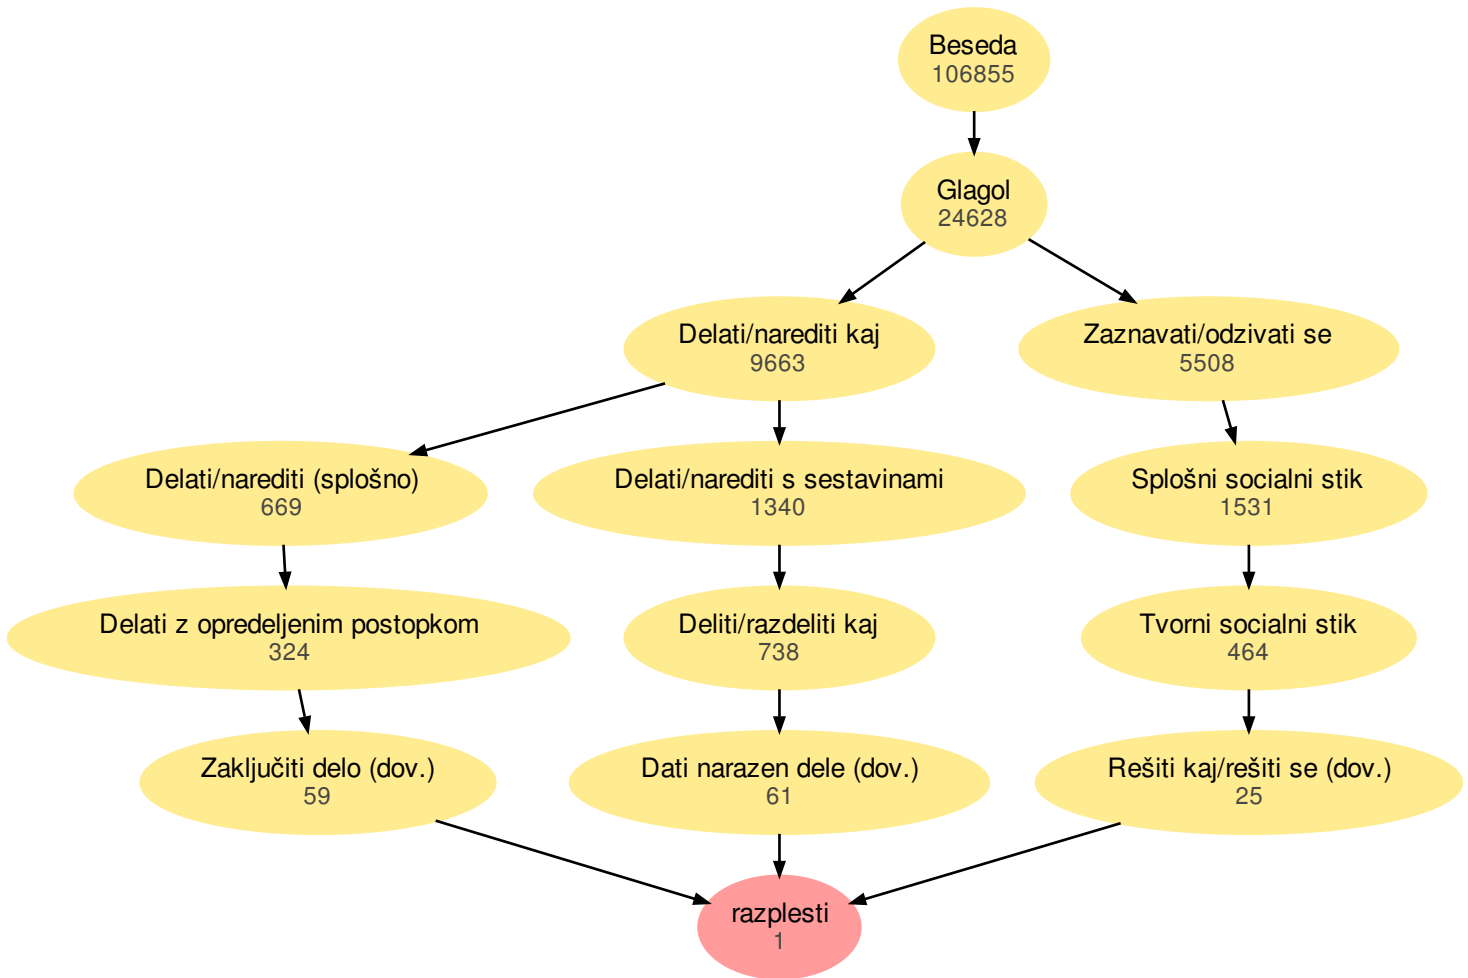 Beseda
106855
Glagol
24628
Delati/narediti kaj
9663
Zaznavati/odzivati se
5508
Delati/narediti (splošno)
669
Delati/narediti s sestavinami
1340
Splošni socialni stik
1531
Delati z opredeljenim postopkom
324
Deliti/razdeliti kaj
738
Tvorni socialni stik
464
Zaključiti delo (dov.)
59
Dati narazen dele (dov.)
61
Rešiti kaj/rešiti se (dov.)
25
razplesti
1